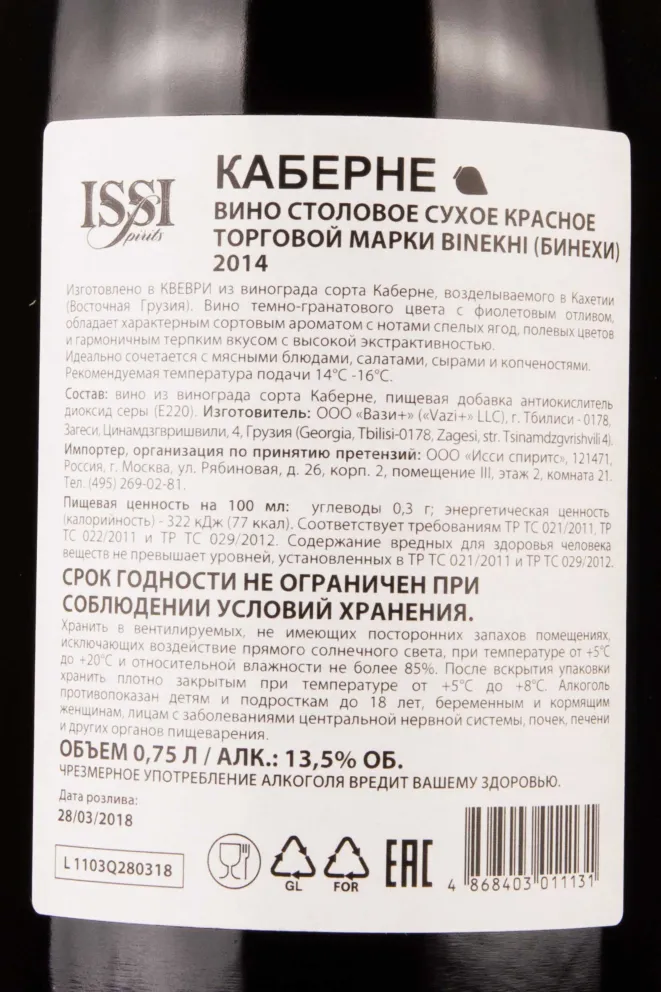 ISSI
Spirits
КАБЕРНЕ
ВИНО СТОЛОВОЕ СУХОЕ КРАСНОЕ
ТОРГОВОЙ МАРКИ BINEKHI (БИНЕХИ)
2014
Изготовлено в КВЕВРИ из винограда сорта Каберне, возделываемого в Кахетии
(Восточная Грузия). Вино темно-гранатового цвета с фиолетовым отливом,
обладает характерным сортовым ароматом с нотами спелых ягод, полевых цветов
и гармоничным терпким вкусом с высокой экстрактивностью.
Идеально сочетается с мясными блюдами, салатами, сырами и копченостями.
Рекомендуемая температура подачи 14°С -16°С.
Состав: вино из винограда сорта Каберне, пищевая добавка антиокислитель
диоксид серы (Е220). Изготовитель: ООО «Вази+» («Vazi+» LLC), г. Тбилиси - 0178,
Загеси, Цинамдзгвришвили, 4, Грузия (Georgia, Tbilisi-0178, Zagesi, str. Tsinamdzgvrishvili 4).
Импортер, организация по принятию претензий: ООО «Исси спиритс», 121471,
Россия, г. Москва, ул. Рябиновая, д. 26, корп. 2, помещение III, этаж 2, комната 21.
Тел. (495) 269-02-81.
Пищевая ценность на 100 мл: углеводы 0,3 г; энергетическая ценность
(калорийность) - 322 кДж (77 ккал). Соответствует требованиям ТР ТС 021/2011, ТР
ТС 022/2011 и ТР ТС 029/2012. Содержание вредных для здоровья человека
веществ не превышает уровней, установленных в ТР ТС 021/2011 и ТР ТС 029/2012.
СРОК ГОДНОСТИ НЕ ОГРАНИЧЕН ПРИ
СОБЛЮДЕНИИ УСЛОВИЙ ХРАНЕНИЯ.
Хранить в вентилируемых, не имеющих посторонних запахов помещениях,
исключающих воздействие прямого солнечного света, при температуре от +5°С
до +20°С и относительной влажности не более 85%. После вскрытия упаковки
хранить плотно закрытым при температуре от +5°С до +8°С. Алкоголь
противопоказан детям и подросткам до 18 лет, беременным и кормящим
женщинам, лицам с заболеваниями центральной нервной системы, почек, печени
и других органов пищеварения.
ОБЪЕМ 0,75 Л / АЛК.: 13,5% ОБ.
ЧРЕЗМЕРНОЕ УПОТРЕБЛЕНИЕ АЛКОГОЛЯ ВРЕДИТ ВАШЕМУ ЗДОРОВЬЮ.
Дата розлива:
28/03/2018
L1103Q280318
GL
FOR
ЕАС
4 868403 011131